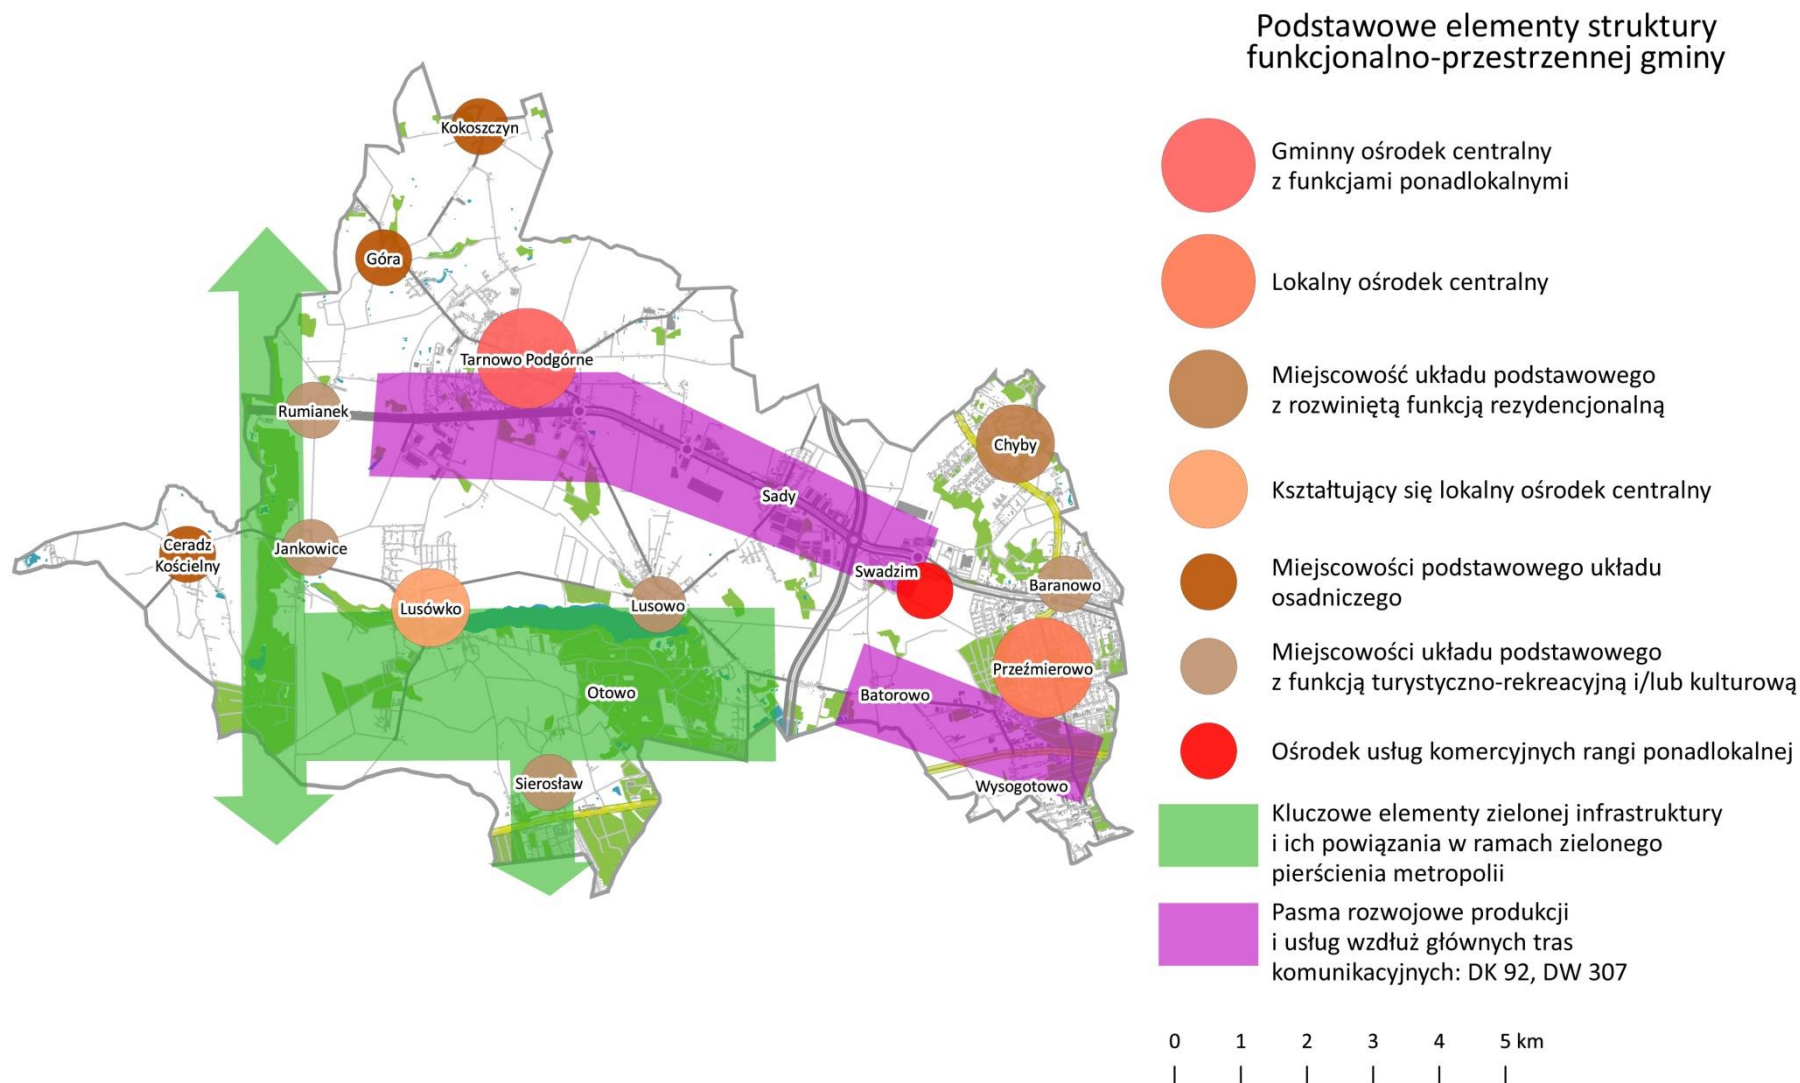 Podstawowe elementy struktury
funkcjonalno-przestrzennej gminy
Gminny ośrodek centralny
z funkcjami ponadlokalnymi
Lokalny ośrodek centralny
Miejscowość układu podstawowego
z rozwiniętą funkcją rezydencjonalną
Kształtujący się lokalny ośrodek centralny
Miejscowości podstawowego układu
osadniczego
Miejscowości układu podstawowego
z funkcją turystyczno-rekreacyjną i/lub kulturową
Ośrodek usług komercyjnych rangi ponadlokalnej
Kluczowe elementy zielonej infrastruktury
i ich powiązania w ramach zielonego
pierścienia metropolii
Pasma rozwojowe produkcji
i usług wzdłuż głównych tras
komunikacyjnych: DK 92, DW 307
0 1 2 3 4 5 km
Kokoszczyn
Góra
Tarnowo Podgórne
Rumianek
Chyby
Sady
Ceradz
Kościelny
Jankowice
Swadzim
Baranowo
Lusówko
Lusowo
Przeźmierowo
Otowo
Batorowo
Sierosław
Wysogotowo